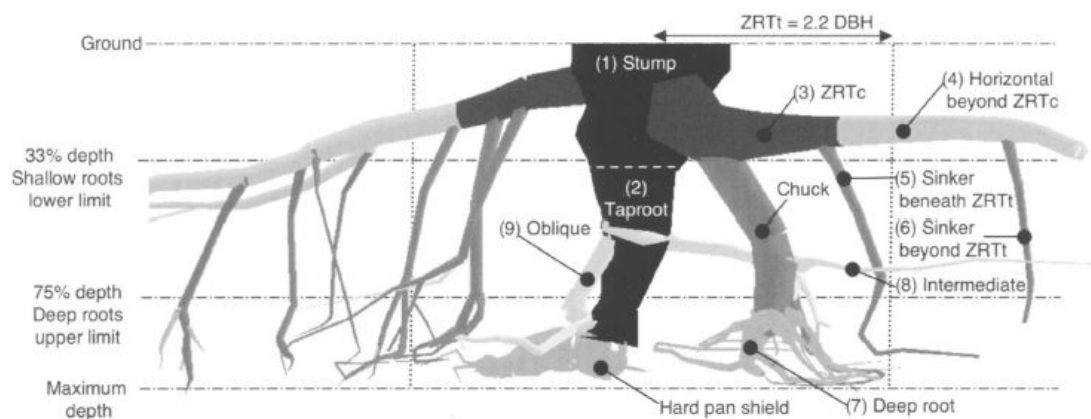 ZRTt = 2.2 DBH
Ground
(1) Stump
(3) ZRTc
(4) Horizontal
beyond ZRTc
33% depth
Shallow roots
lower limit
(2)
Taproot
Chuck
(5) Sinker
beneath ZRTt
(6) Sinker
beyond ZRTt
(9) Oblique
(8) Intermediate
75% depth
Deep roots
upper limit
Maximum
depth
Hard pan shield
(7) Deep root